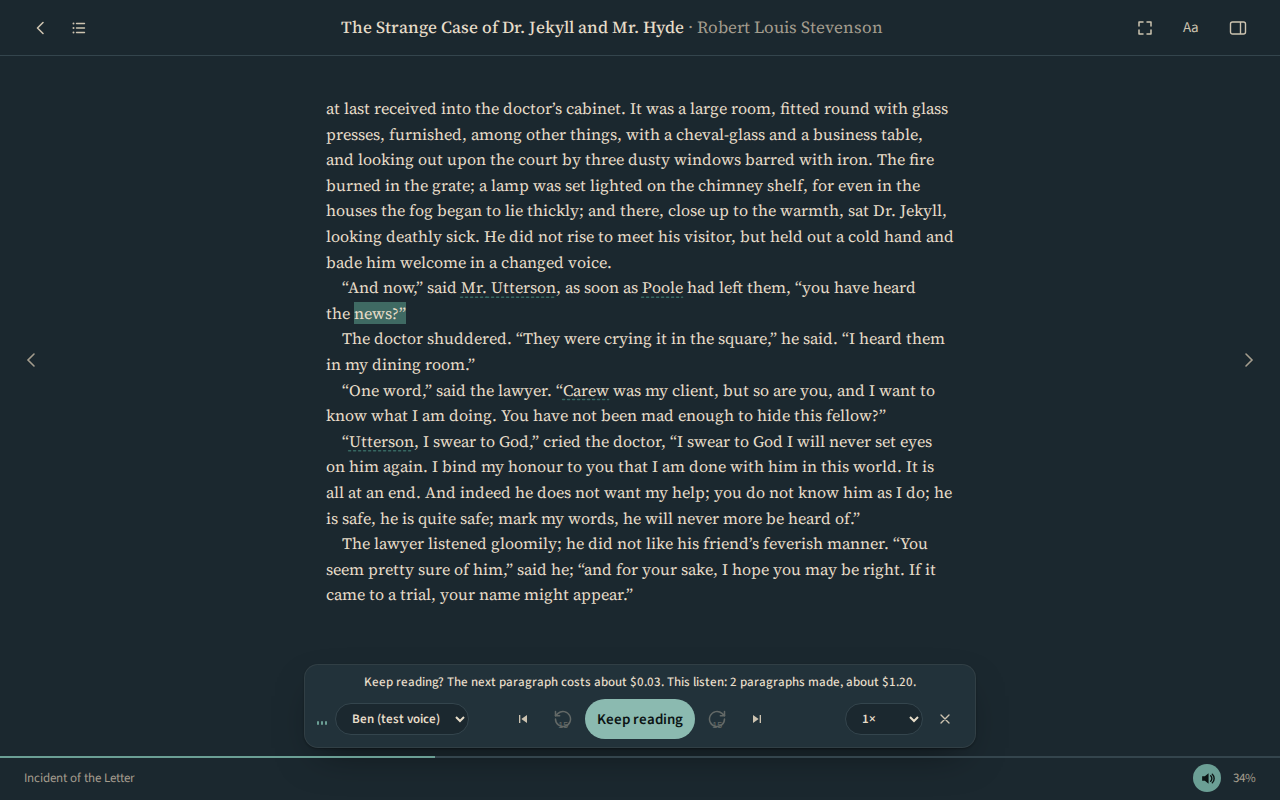 The Strange Case of Dr. Jekyll and Mr. Hyde · Robert Louis Stevenson
Aa
at last received into the doctor’s cabinet. It was a large room, fitted round with glass
presses, furnished, among other things, with a cheval-glass and a business table,
and looking out upon the court by three dusty windows barred with iron. The fire
burned in the grate; a lamp was set lighted on the chimney shelf, for even in the
houses the fog began to lie thickly; and there, close up to the warmth, sat Dr. Jekyll,
looking deathly sick. He did not rise to meet his visitor, but held out a cold hand and
bade him welcome in a changed voice.
“And now,” said Mr. Utterson, as soon as Poole had left them, “you have heard
the news?”
The doctor shuddered. “They were crying it in the square,” he said. “I heard them
in my dining room.”
“One word,” said the lawyer. “Carew was my client, but so are you, and I want to
know what I am doing. You have not been mad enough to hide this fellow?”
“Utterson, I swear to God,” cried the doctor, “I swear to God I will never set eyes
on him again. I bind my honour to you that I am done with him in this world. It is
all at an end. And indeed he does not want my help; you do not know him as I do; he
is safe, he is quite safe; mark my words, he will never more be heard of.”
The lawyer listened gloomily; he did not like his friend’s feverish manner. “You
seem pretty sure of him,” said he; “and for your sake, I hope you may be right. If it
came to a trial, your name might appear.”
Keep reading? The next paragraph costs about $0.03. This listen: 2 paragraphs made, about $1.20.
Ben (test voice)
Keep reading
1×
Incident of the Letter
34%